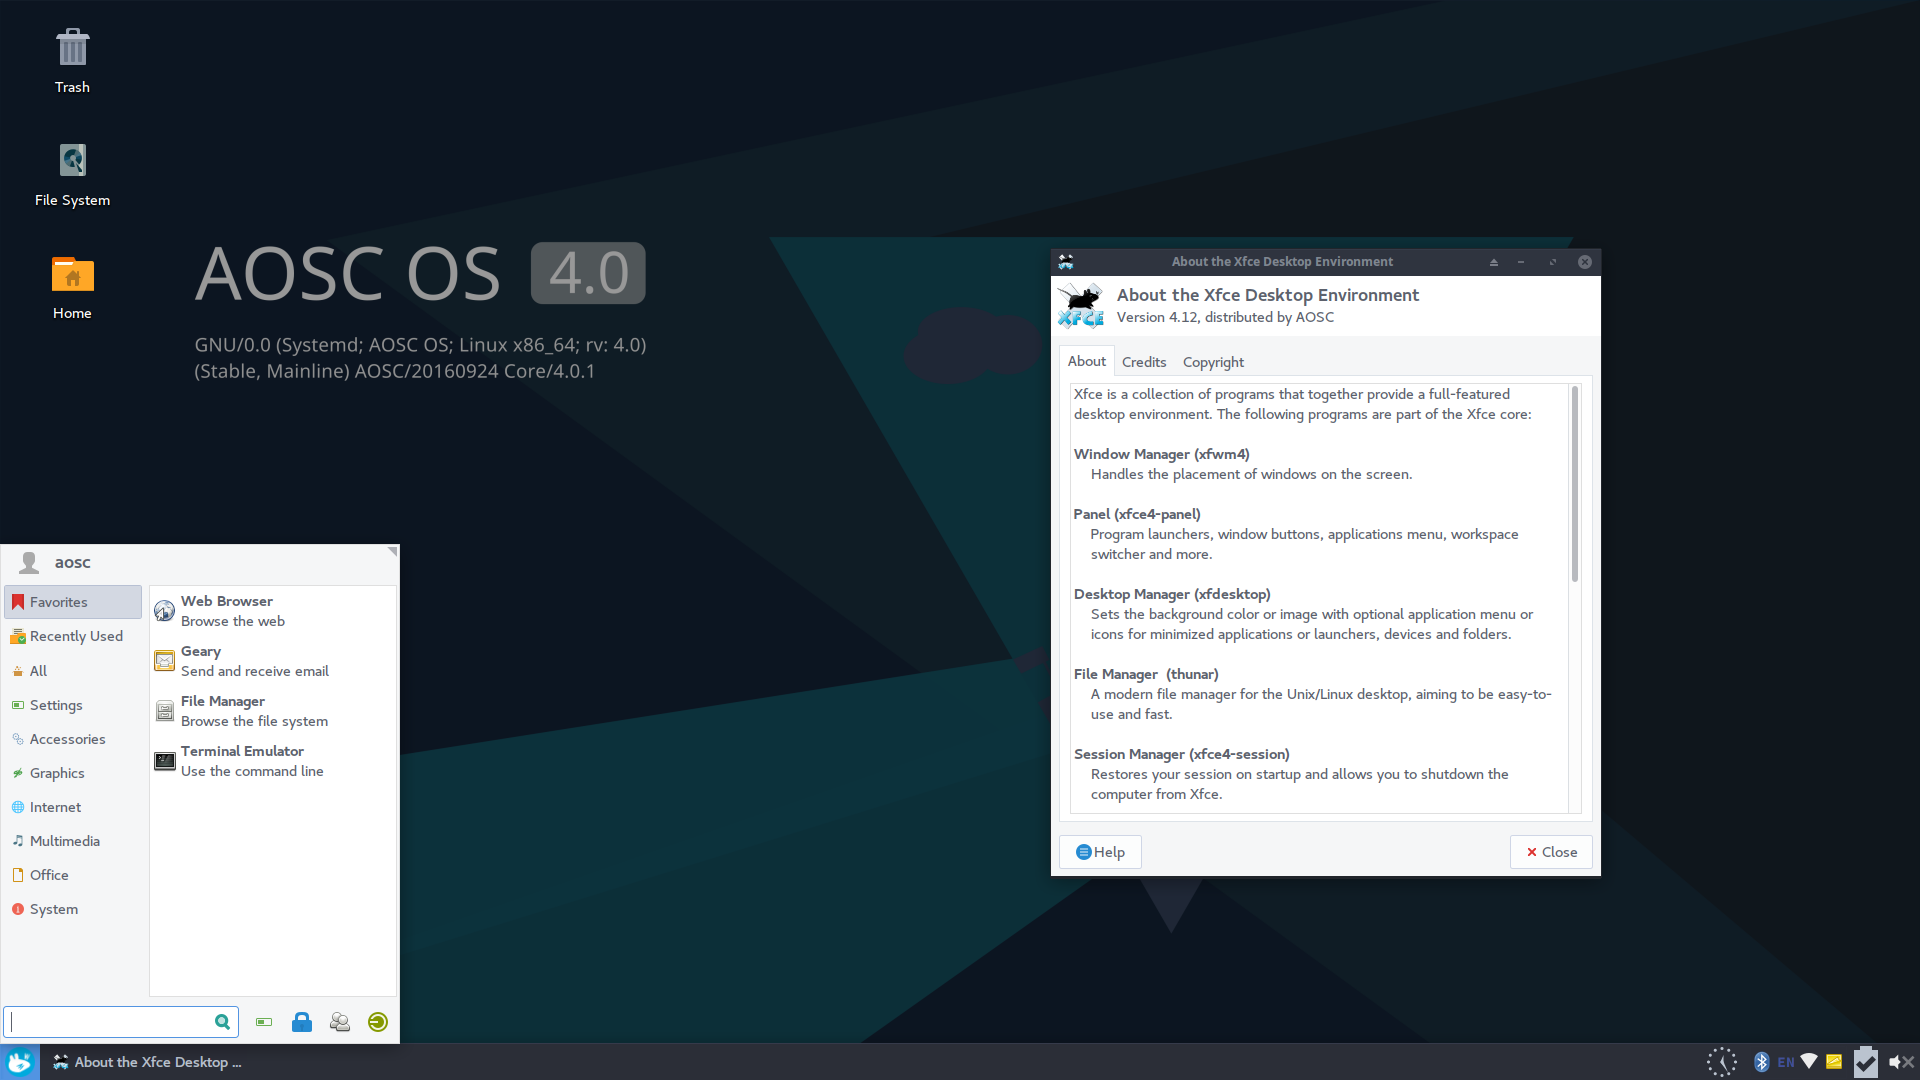 Trash
File System
Home
AOSC OS 4.0
GNU/0.0 (Systemd; AOSC OS; Linux x86_64; rv: 4.0)
(Stable, Mainline) AOSC/20160924 Core/4.0.1
About the Xfce Desktop Environment
About the Xfce Desktop Environment
XFCE
Version 4.12, distributed by AOSC
About Credits Copyright
Xfce is a collection of programs that together provide a full-featured
desktop environment. The following programs are part of the Xfce core:
Window Manager (xfwm4)
Handles the placement of windows on the screen.
Panel (xfce4-panel)
Program launchers, window buttons, applications menu, workspace
switcher and more.
Desktop Manager (xfdesktop)
Sets the background color or image with optional application menu or
icons for minimized applications or launchers, devices and folders.
File Manager (thunar)
A modern file manager for the Unix/Linux desktop, aiming to be easy-to-
use and fast.
Session Manager (xfce4-session)
Restores your session on startup and allows you to shutdown the
computer from Xfce.
Help
Close
aosc
Favorites
Recently Used
All
Settings
Accessories
Graphics
Internet
Multimedia
Office
System
Web Browser
Browse the web
Geary
Send and receive email
File Manager
Browse the file system
Terminal Emulator
Use the command line
About the Xfce Desktop ...
EN